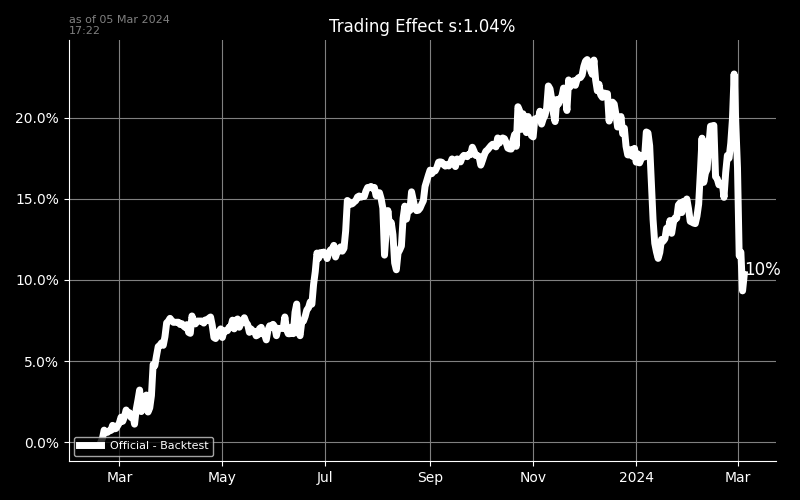 as of 05 Mar 2024
17:22
Trading Effect s:1.04%
20.0%
15.0%
10.0%
5.0%
0.0%
10%
Official - Backtest
Mar
May
Jul
Sep
Nov
2024
Mar